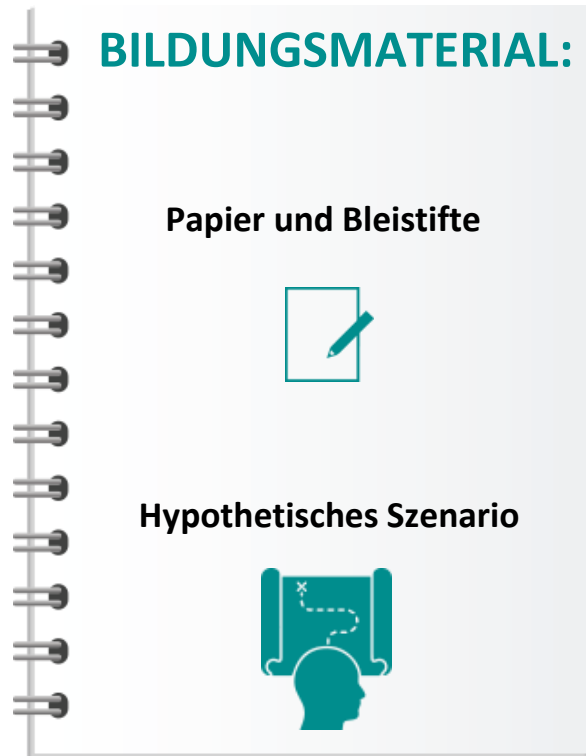 BILDUNGSMATERIAL:
Papier und Bleistifte
Hypothetisches Szenario